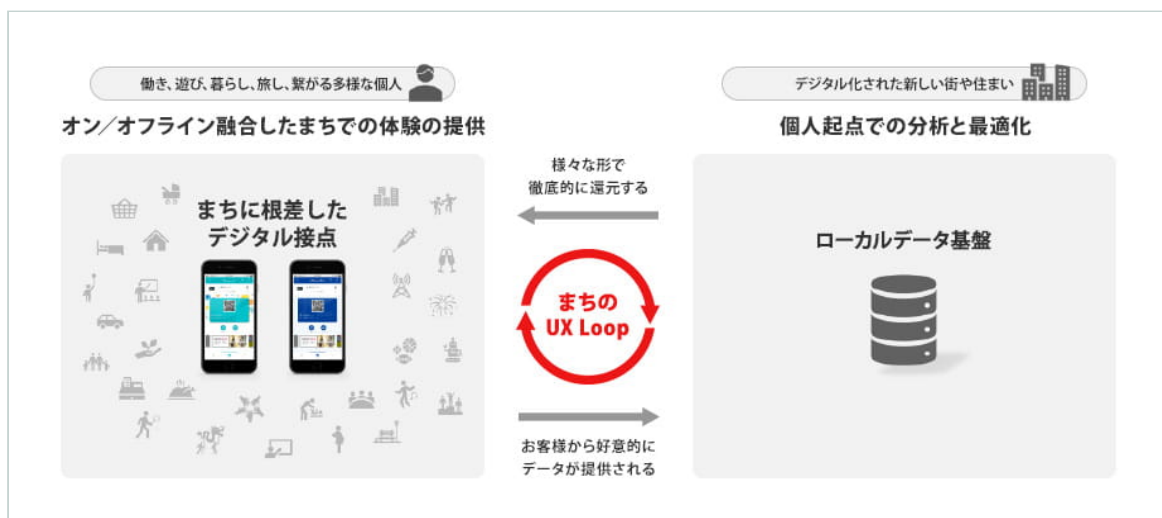 働き、遊び、暮らし、旅し、繋がる多様な個人
オン／オフライン融合したまちでの体験の提供
まちに根差した
デジタル接点
様々な形で
徹底的に還元する
まちの
UX Loop
お客様から好意的に
データが提供される
デジタル化された新しい街や住まい
個人起点での分析と最適化
ローカルデータ基盤